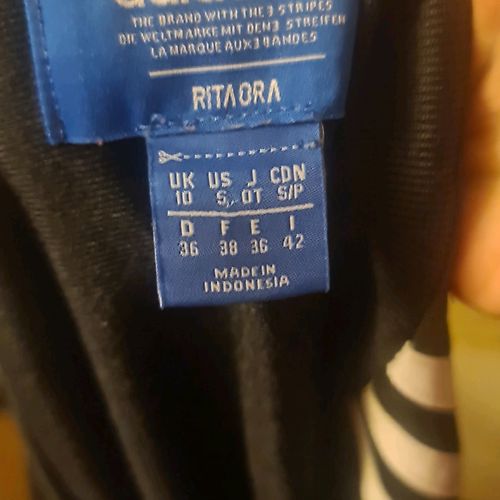 THE BRAND WITH THE 3 STRIPES
DIE WELTMARKE MIT DEN 3 STREIFEN
LA MARQUE AUX 3 BANDES
RITA ORA
UK US J CDN
10 S OT S/P
D F E I
36 38 36 42
MADE IN
INDONESIA